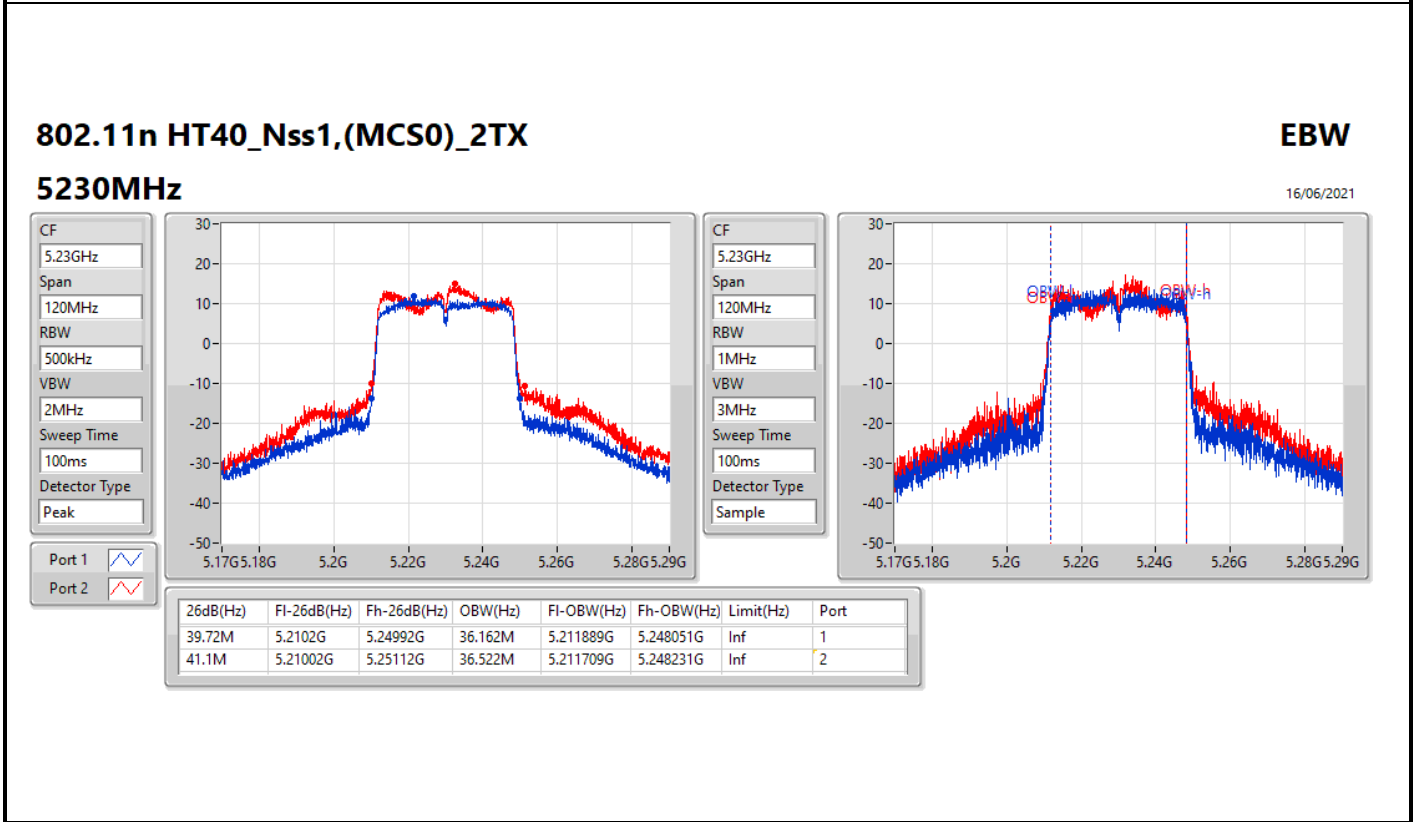 802.11n HT40_Nss1,(MCS0)_2TX EBW
5230MHz 16/06/2021
CF
5.23GHz
Span
120MHz
RBW
500kHz
VBW
2MHz
Sweep Time
100ms
Detector Type
Peak
Port 1
Port 2
30
20
10
0
-10
-20
-30
-40
-50
5.17G 5.18G 5.2G 5.22G 5.24G 5.26G 5.28G 5.29G
CF
5.23GHz
Span
120MHz
RBW
1MHz
VBW
3MHz
Sweep Time
100ms
Detector Type
Sample
30
20
10
0
-10
-20
-30
-40
-50
OBW-h
5.17G 5.18G 5.2G 5.22G 5.24G 5.26G 5.28G 5.29G
26dB(Hz) Fl-26dB(Hz) Fh-26dB(Hz) OBW(Hz) Fl-OBW(Hz) Fh-OBW(Hz) Limit(Hz) Port
39.72M 5.2102G 5.24992G 36.162M 5.211889G 5.248051G Inf 1
41.1M 5.21002G 5.25112G 36.522M 5.211709G 5.248231G Inf 2